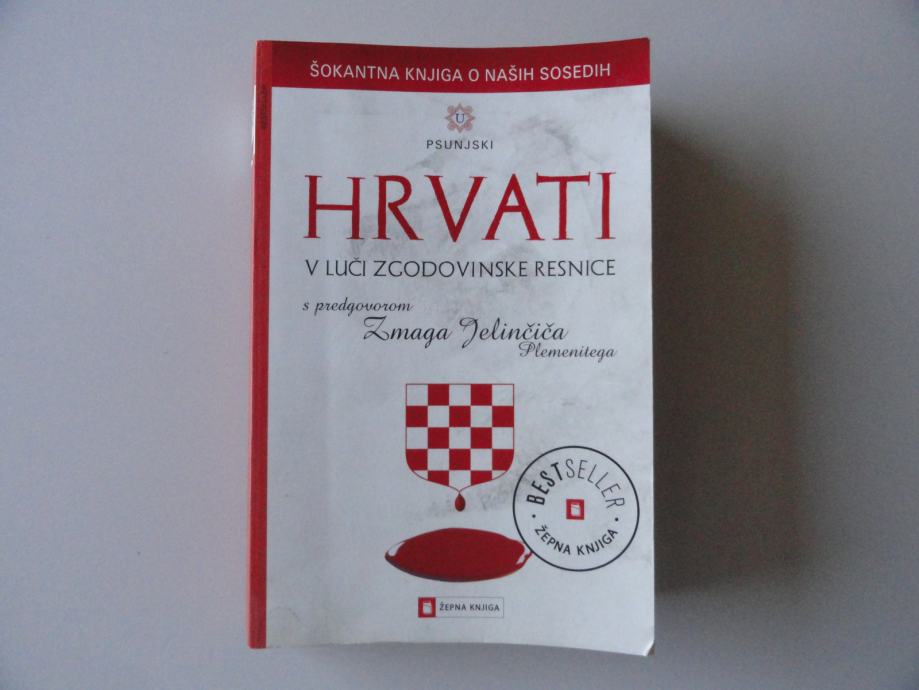 ŠOKANTNA KNJIGA O NAŠIH SOSEDIH
U
PSUNJSKI
HRVATI
V LUČI ZGODOVINSKE RESNICE
s predgovorom
Zmaga Jelinčiča
Plemenitega
BESTSELLER
ŽEPNA KNJIGA
ŽEPNA KNJIGA